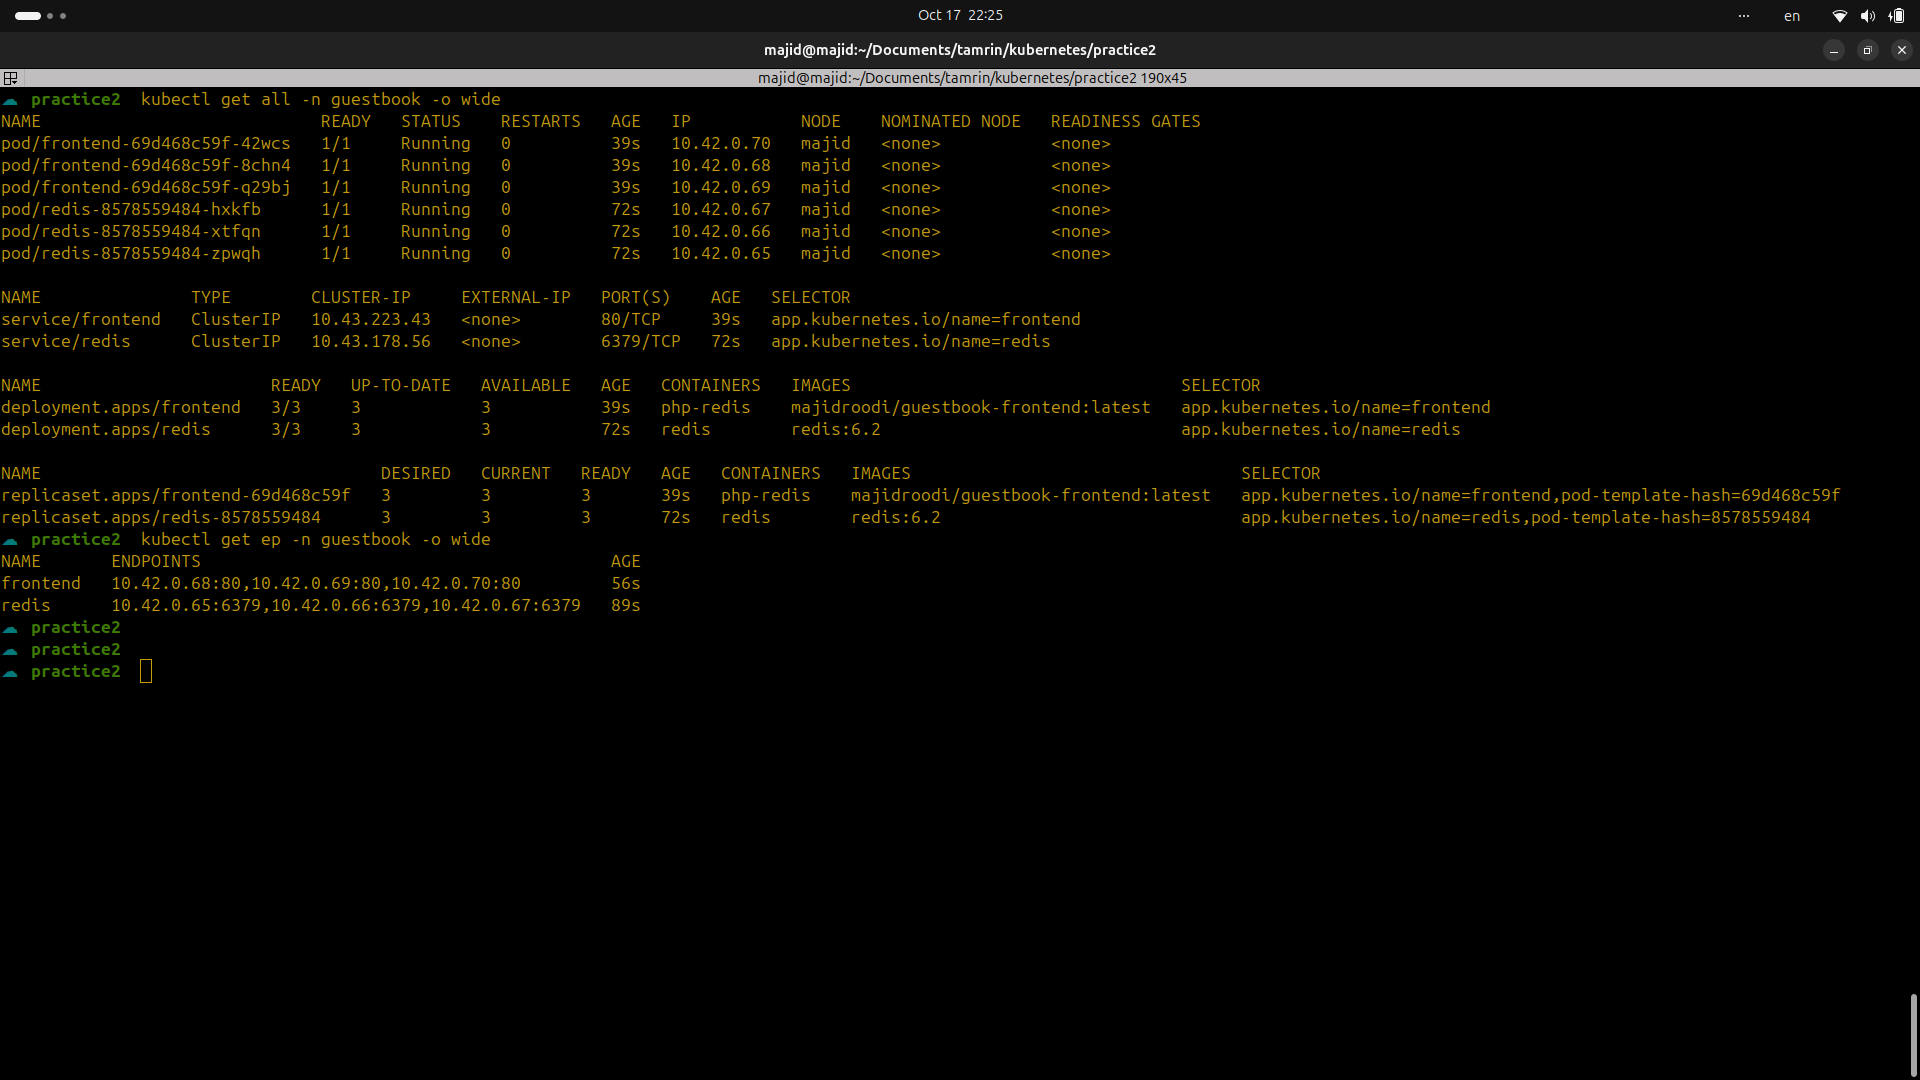 Oct 17 22:25
en
majid@majid:~/Documents/tamrin/kubernetes/practice2
majid@majid:~/Documents/tamrin/kubernetes/practice2 190x45
practice2 kubectl get all -n guestbook -o wide
NAME READY STATUS RESTARTS AGE IP NODE NOMINATED NODE READINESS GATES
pod/frontend-69d468c59f-42wcs 1/1 Running 0 39s 10.42.0.70 majid <none> <none>
pod/frontend-69d468c59f-8chn4 1/1 Running 0 39s 10.42.0.68 majid <none> <none>
pod/frontend-69d468c59f-q29bj 1/1 Running 0 39s 10.42.0.69 majid <none> <none>
pod/redis-8578559484-hxkfb 1/1 Running 0 72s 10.42.0.67 majid <none> <none>
pod/redis-8578559484-xtfqn 1/1 Running 0 72s 10.42.0.66 majid <none> <none>
pod/redis-8578559484-zpwqh 1/1 Running 0 72s 10.42.0.65 majid <none> <none>
NAME TYPE CLUSTER-IP EXTERNAL-IP PORT(S) AGE SELECTOR
service/frontend ClusterIP 10.43.223.43 <none> 80/TCP 39s app.kubernetes.io/name=frontend
service/redis ClusterIP 10.43.178.56 <none> 6379/TCP 72s app.kubernetes.io/name=redis
NAME READY UP-TO-DATE AVAILABLE AGE CONTAINERS IMAGES SELECTOR
deployment.apps/frontend 3/3 3 3 39s php-redis majidroodi/guestbook-frontend:latest app.kubernetes.io/name=frontend
deployment.apps/redis 3/3 3 3 72s redis redis:6.2 app.kubernetes.io/name=redis
NAME DESIRED CURRENT READY AGE CONTAINERS IMAGES SELECTOR
replicaset.apps/frontend-69d468c59f 3 3 3 39s php-redis majidroodi/guestbook-frontend:latest app.kubernetes.io/name=frontend,pod-template-hash=69d468c59f
replicaset.apps/redis-8578559484 3 3 3 72s redis redis:6.2 app.kubernetes.io/name=redis,pod-template-hash=8578559484
practice2 kubectl get ep -n guestbook -o wide
NAME ENDPOINTS AGE
frontend 10.42.0.68:80,10.42.0.69:80,10.42.0.70:80 56s
redis 10.42.0.65:6379,10.42.0.66:6379,10.42.0.67:6379 89s
practice2
practice2
practice2